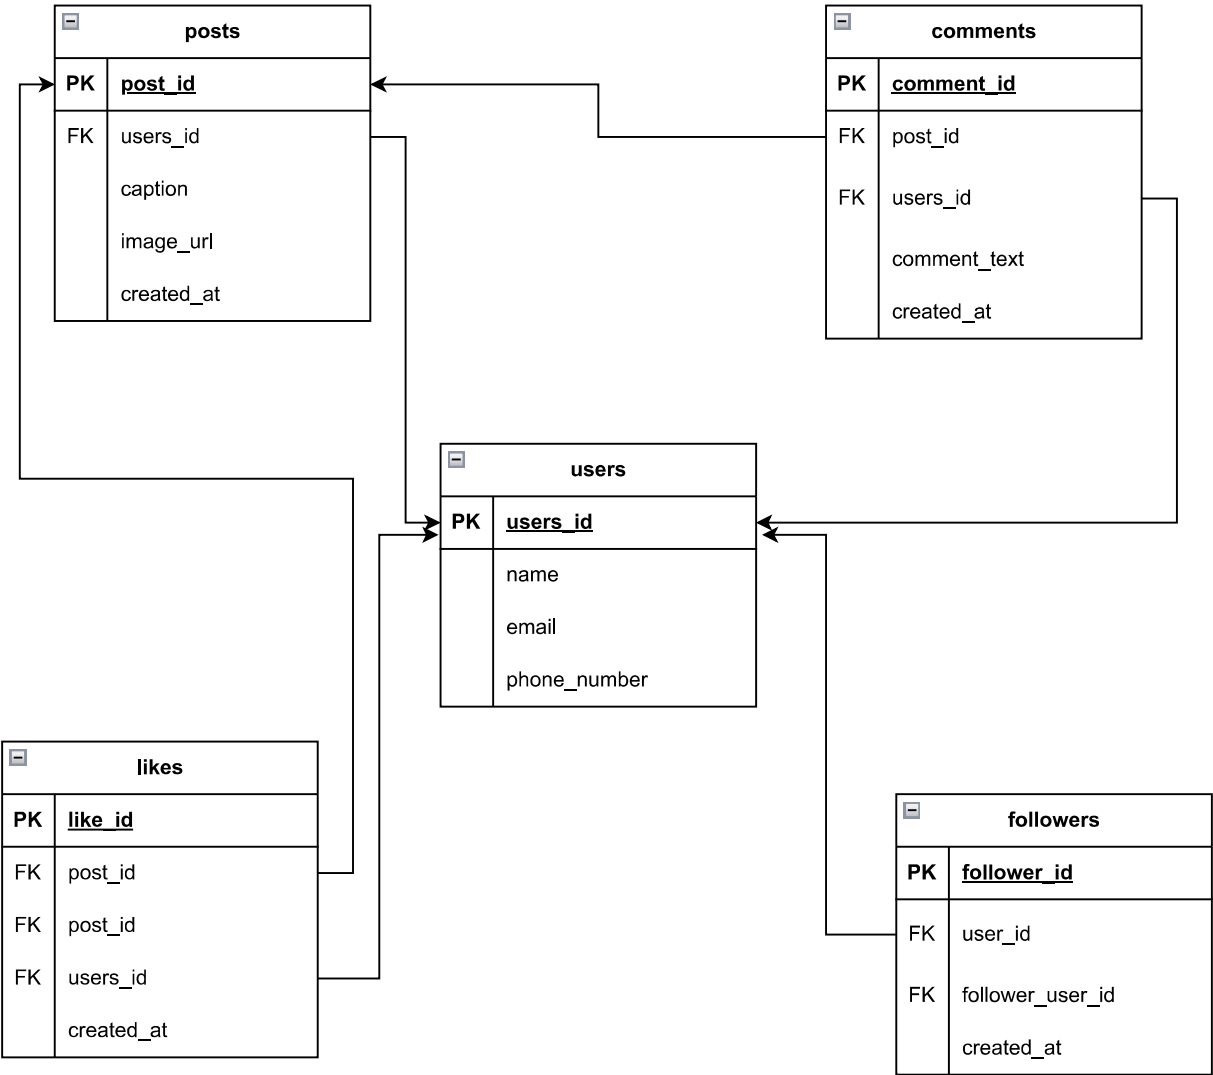 posts
PK post_id
FK users_id
caption
image_url
created_at
comments
PK comment_id
FK post_id
FK users_id
comment_text
created_at
users
PK users_id
name
email
phone_number
likes
PK like_id
FK post_id
FK post_id
FK users_id
created_at
followers
PK follower_id
FK user_id
FK follower_user_id
created_at